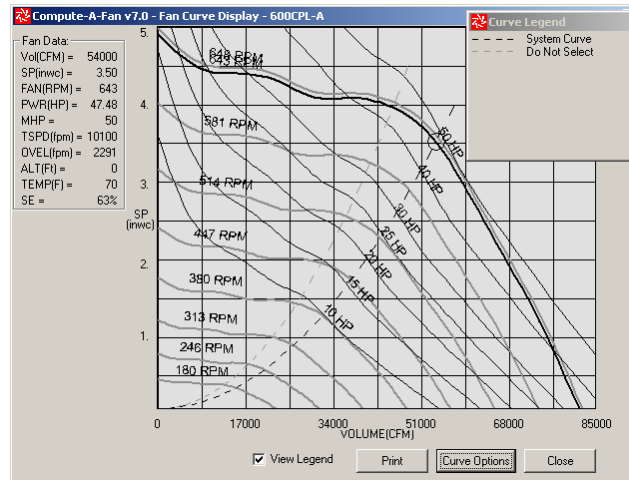 Compute-A-Fan v7.0 - Fan Curve Display - 600CPL-A
Curve Legend
System Curve
Do Not Select
Fan Data:
Vol(CFM) = 54000
SP(inwc) = 3.50
FAN(RPM) = 643
PWR(HP) = 47.48
MHP = 50
TSPD(fpm) = 10100
OVEL(fpm) = 2291
ALT(Ft) = 0
TEMP(F) = 70
SE = 63%
5.
4.
3.
SP
(inwc)
2.
1.
648 RPM
643 RPM
581 RPM
514 RPM
447 RPM
380 RPM
313 RPM
246 RPM
180 RPM
50 HP
40 HP
30 HP
25 HP
20 HP
15 HP
10 HP
0 17000 34000 51000 68000 85000
VOLUME(CFM)
View Legend Print Curve Options Close